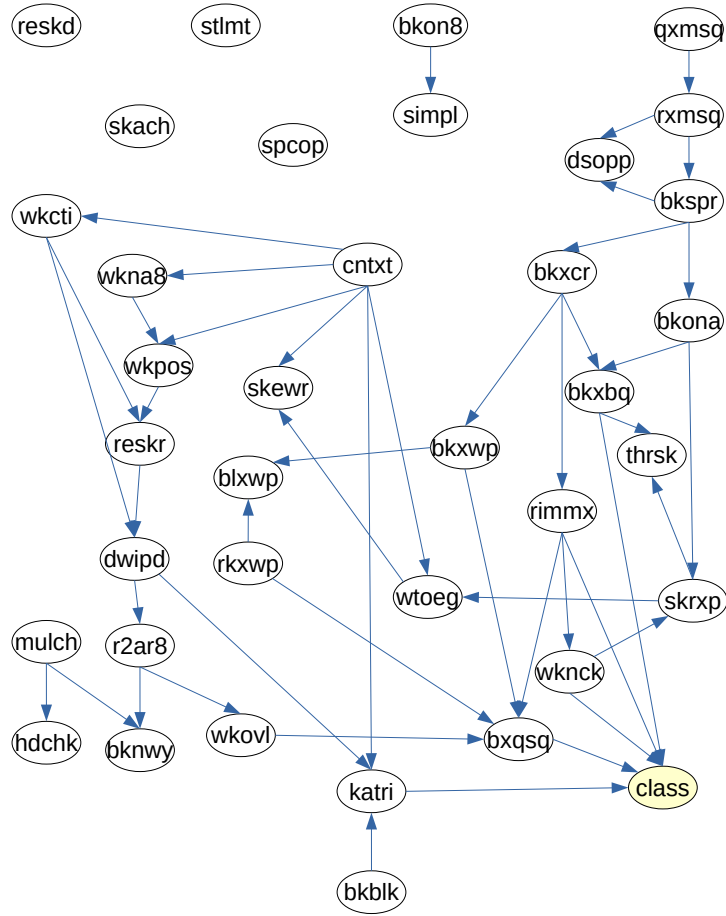 reskd
stlmt
bkon8
qxmsq
skach
spcop
simpl
rxmsq
dsopp
bkspr
wkcti
cntxt
wkna8
bkxcr
bkona
wkpos
skewr
bkxbq
reskr
blxwp
bkxwp
thrsk
rimmx
dwipd
rkxwp
wtoeg
skrxp
mulch
r2ar8
wknck
hdchk
bknwy
wkovl
bxqsq
katri
class
bkblk